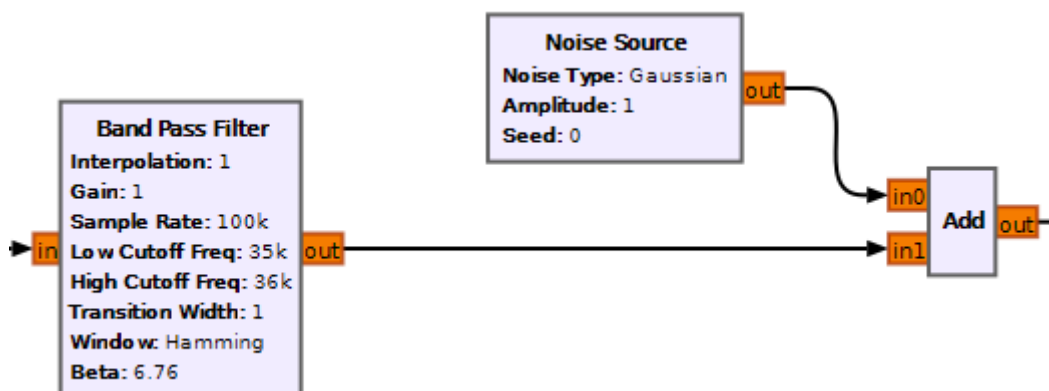 Noise Source
Noise Type: Gaussian
Amplitude: 1
Seed: 0
out
Band Pass Filter
Interpolation: 1
Gain: 1
Sample Rate: 100k
Low Cutoff Freq: 35k
High Cutoff Freq: 36k
Transition Width: 1
Window: Hamming
Beta: 6.76
in
out
in0
in1
Add
out